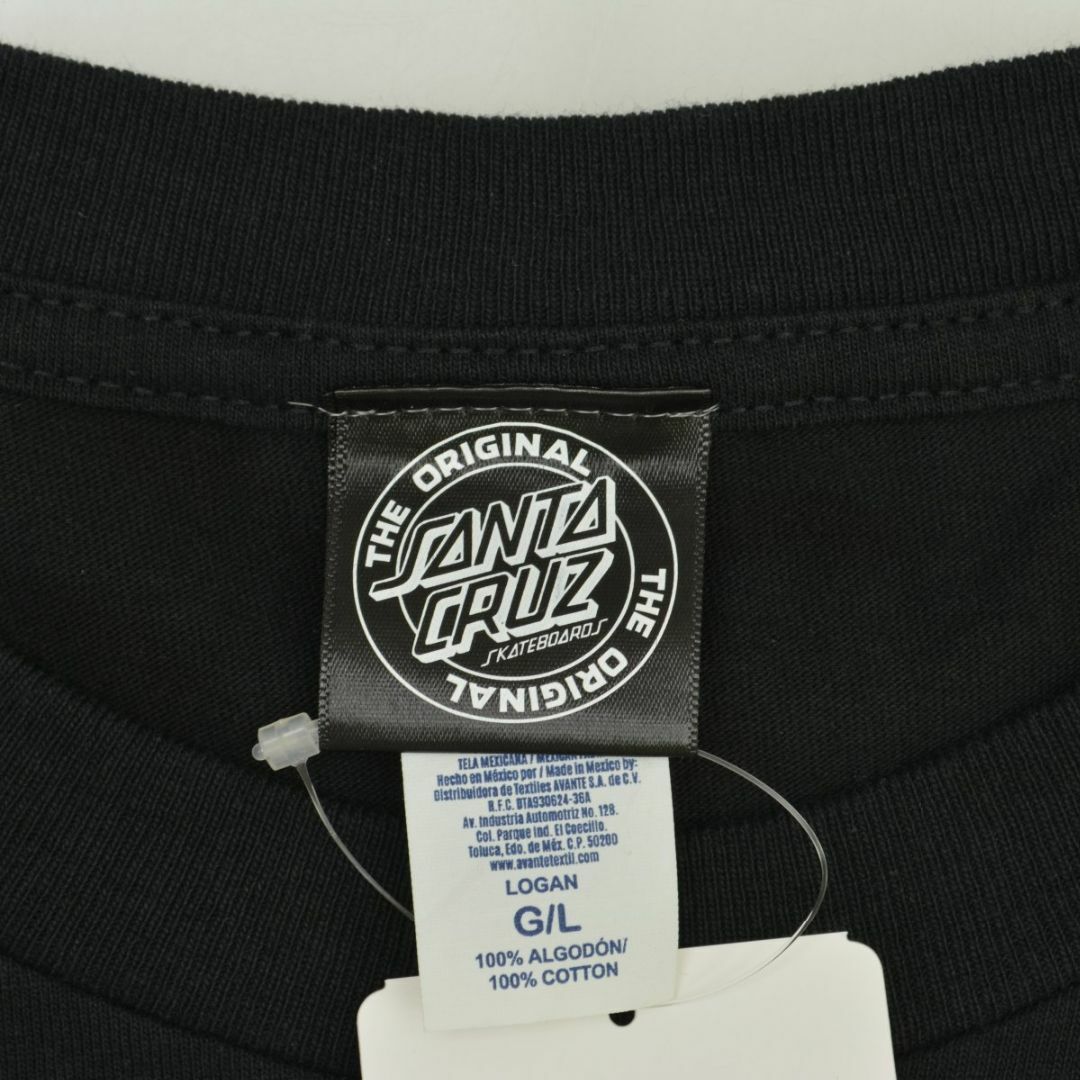 THE ORIGINAL
SANTA
CRUZ
SKATEBOARDS
THE ORIGINAL
TELA MEXICANA / MEXICAN
Hecho en México por / Made in Mexico by:
Distribuidora de Textiles AVANTE S.A. de C.V.
R.F.C. DTA930624-36A
Av. Industria Automotriz No. 128.
Col. Parque Ind. El Coecillo.
Toluca, Edo. de Méx. C.P. 50200
www.avantetextil.com
LOGAN
G/L
100% ALGODÓN/
100% COTTON